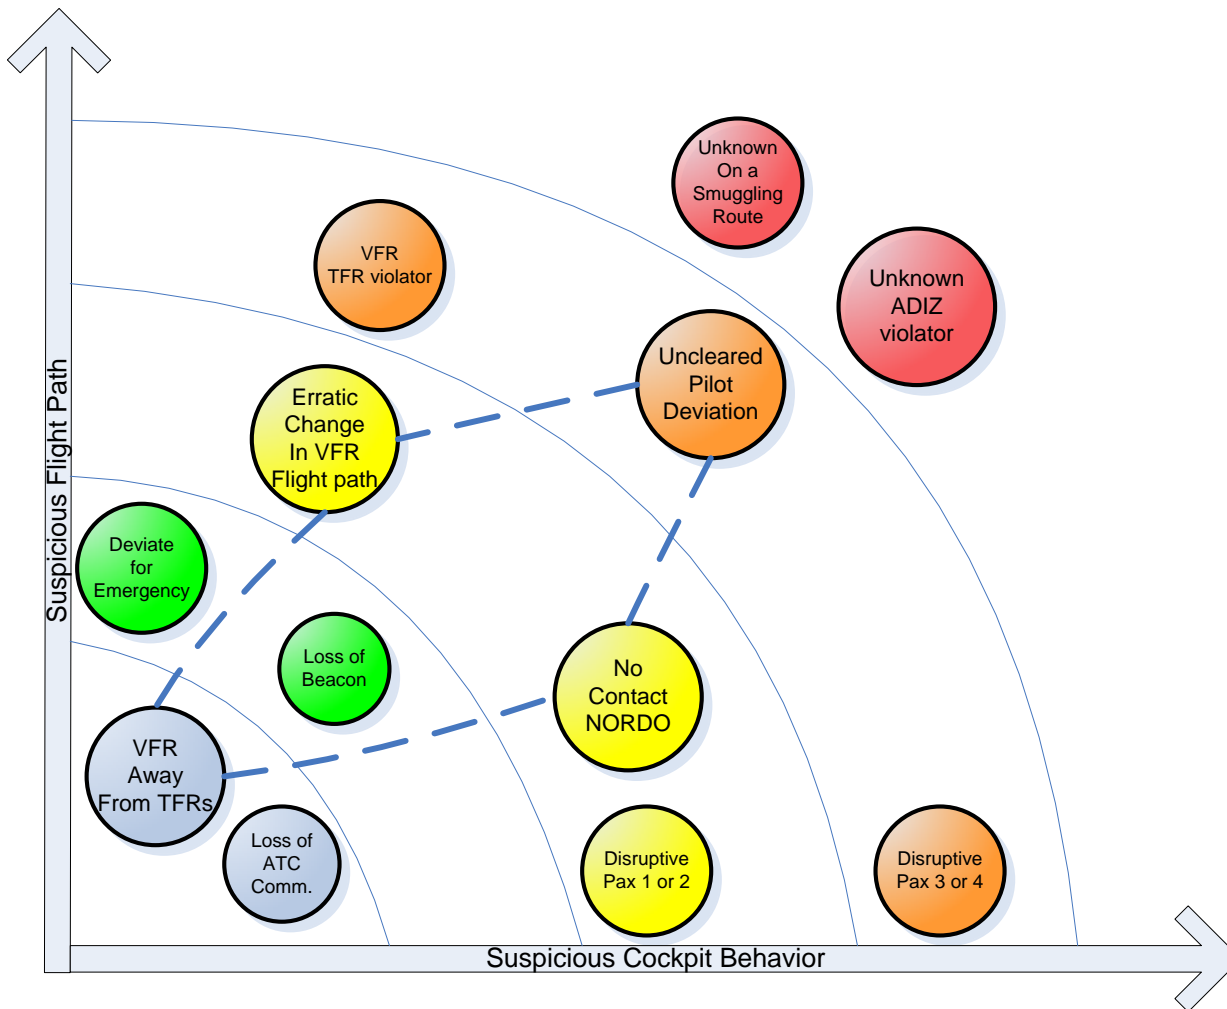 Unknown
On a
Smuggling
Route
VFR
TFR violator
Unknown
ADIZ
violator
Uncleared
Pilot
Deviation
Erratic
Change
In VFR
Flight path
Suspicious Flight Path
Deviate
for
Emergency
Loss of
Beacon
No
Contact
NORDO
VFR
Away
From TFRs
Loss of
ATC
Comm.
Disruptive
Pax 1 or 2
Disruptive
Pax 3 or 4
Suspicious Cockpit Behavior